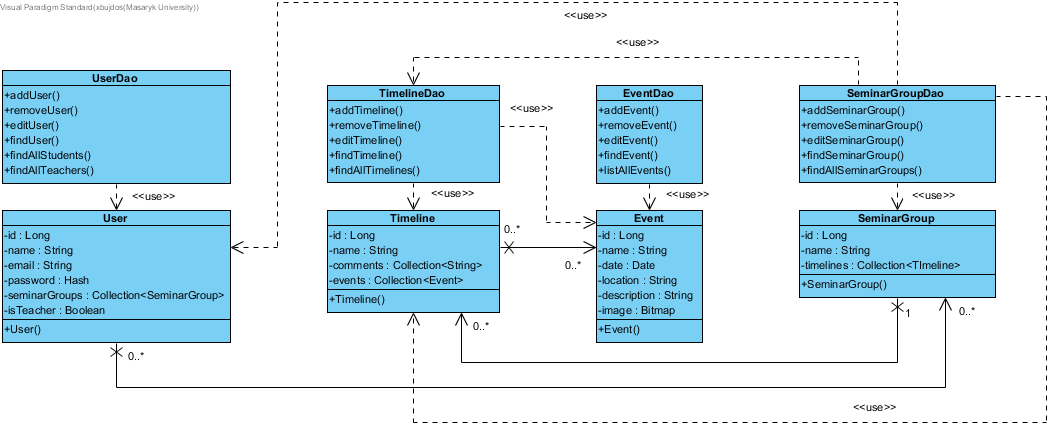 Visual Paradigm Standard(xbujdos(Masaryk University))
<<use>>
<<use>>
UserDao
+addUser()
+removeUser()
+editUser()
+findUser()
+findAllStudents()
+findAllTeachers()
TimelineDao
+addTimeline()
+removeTimeline()
+editTimeline()
+findTimeline()
+findAllTimelines()
<<use>>
EventDao
+addEvent()
+removeEvent()
+editEvent()
+findEvent()
+listAllEvents()
SeminarGroupDao
+addSeminarGroup()
+removeSeminarGroup()
+editSeminarGroup()
+findSeminarGroup()
+findAllSeminarGroups()
<<use>>
<<use>>
<<use>>
<<use>>
User
-id : Long
-name : String
-email : String
-password : Hash
-seminarGroups : Collection<SeminarGroup>
-isTeacher : Boolean
+User()
Timeline
-id : Long
-name : String
-comments : Collection<String>
-events : Collection<Event>
+Timeline()
0..*
0..*
Event
-id : Long
-name : String
-date : Date
-location : String
-description : String
-image : Bitmap
+Event()
SeminarGroup
-id : Long
-name : String
-timelines : Collection<TImeline>
+SeminarGroup()
0..*
1
0..*
0..*
<<use>>